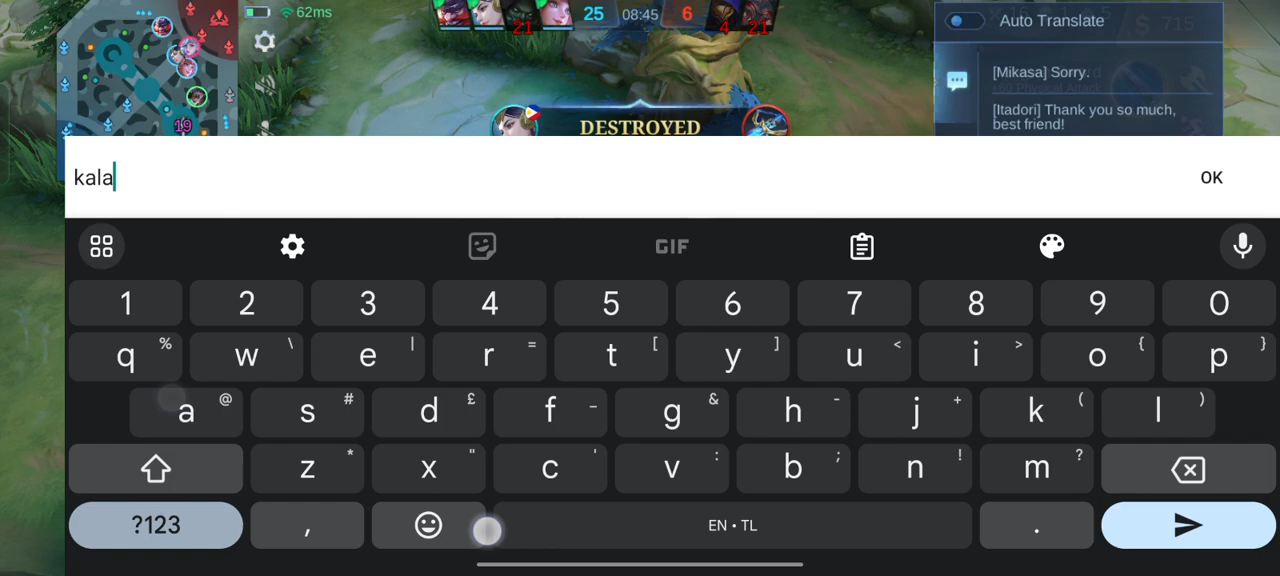 62ms
25 08:45 6
21
4 21
Auto Translate
$ 715
[Mikasa] Sorry.
[Itadori] Thank you so much,
best friend!
19
DESTROYED
kala
OK
GIF
1 2 3 4 5 6 7 8 9 0
q % w \ e | r = t [ y ] u < i > o { p }
a @ s # d £ f _ g & h - j + k ( l )
z * x " c ' v : b ; n ! m ?
?123 , EN • TL .